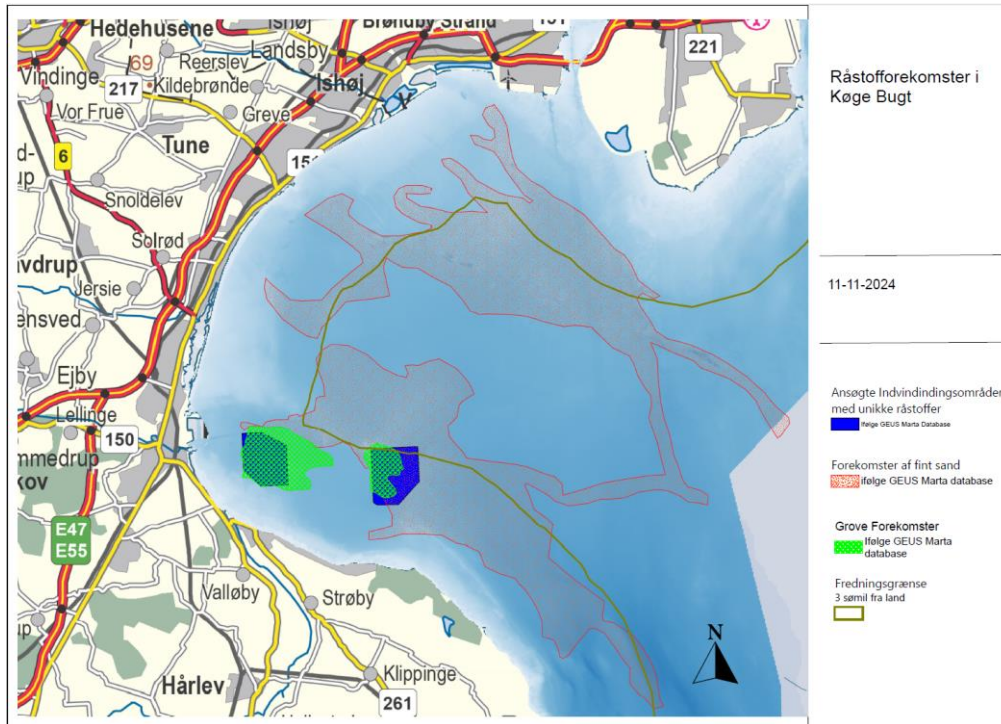 Hedehusene
Ishøj
Brøndby Strand
151
221
69
Reerslev
Landsby
Vindinge
Kildebrønde
Ishøj
217
Vor Frue
Greve
Tune
6
151
Snoldelev
Solrød
Jersie
Ejby
Lellinge
150
E47
E55
Valløby
Strøby
Klippinge
Hårlev
261
N
Råstofforekomster i
Køge Bugt
11-11-2024
Ansøgte Indvindindingsområder
med unikke råstoffer
Ifølge GEUS Marta Database
Forekomster af fint sand
ifølge GEUS Marta database
Grove Forekomster
Ifølge GEUS Marta
database
Fredningsgrænse
3 sømil fra land